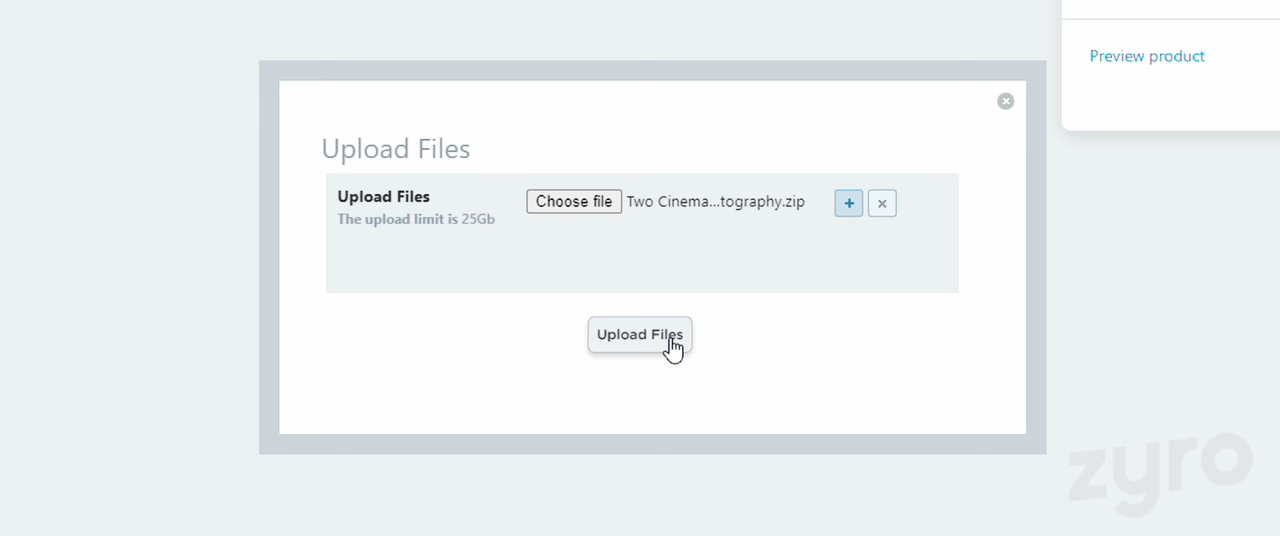 Preview product
Upload Files
Upload Files
Choose file Two Cinema...tography.zip
The upload limit is 25Gb
Upload Files
zyro